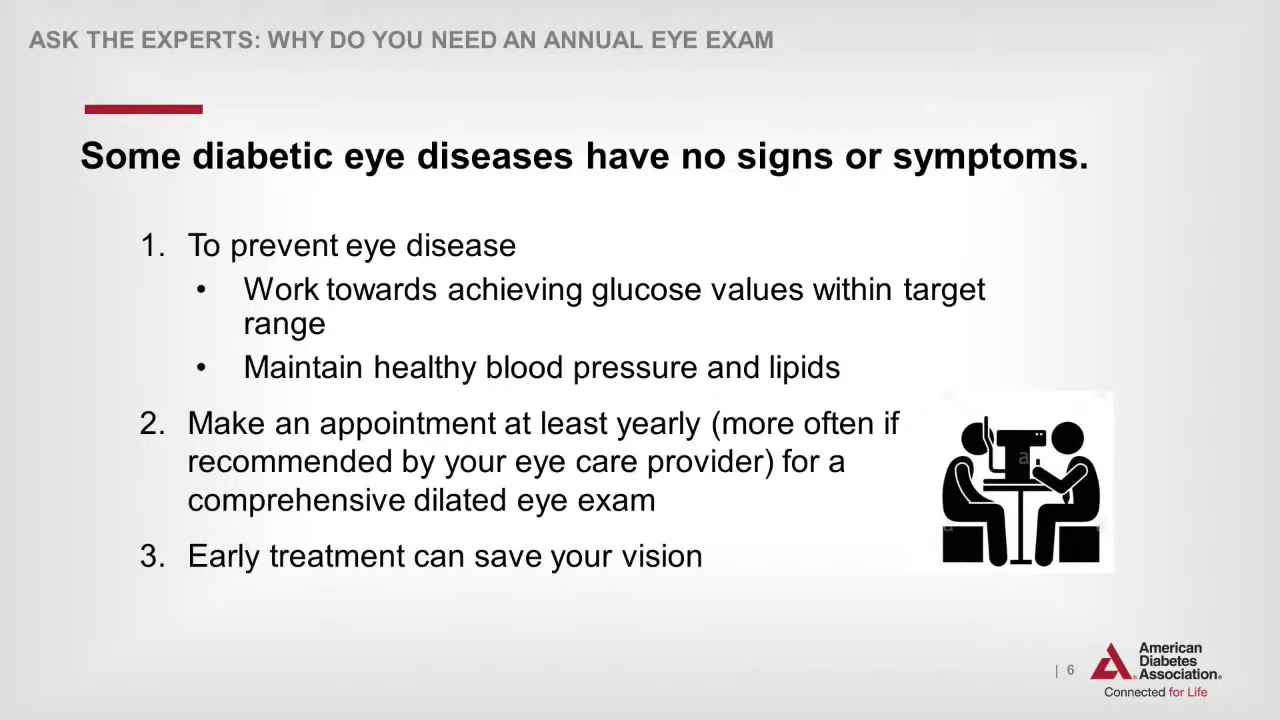 ASK THE EXPERTS: WHY DO YOU NEED AN ANNUAL EYE EXAM
Some diabetic eye diseases have no signs or symptoms.
1. To prevent eye disease
• Work towards achieving glucose values within target
range
• Maintain healthy blood pressure and lipids
2. Make an appointment at least yearly (more often if
recommended by your eye care provider) for a
comprehensive dilated eye exam
3. Early treatment can save your vision
a
a
| 6
American
Diabetes
Association®
Connected for Life